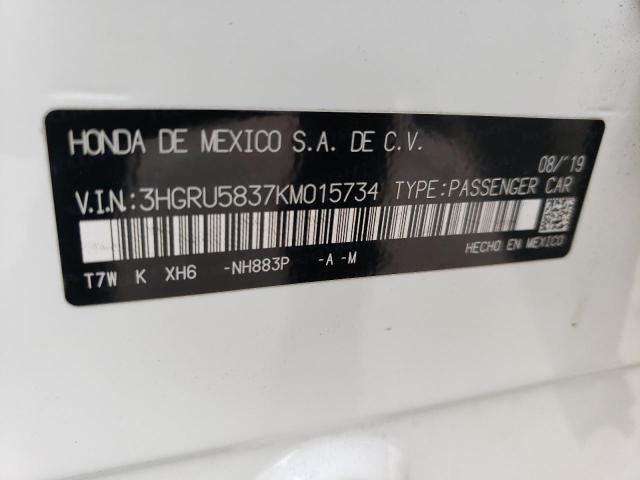 HONDA DE MEXICO S.A. DE C.V.
08/'19
V.I.N.:3HGRU5837KM015734 TYPE:PASSENGER CAR
HECHO EN MEXICO
T7W K XH6 -NH883P -A -M